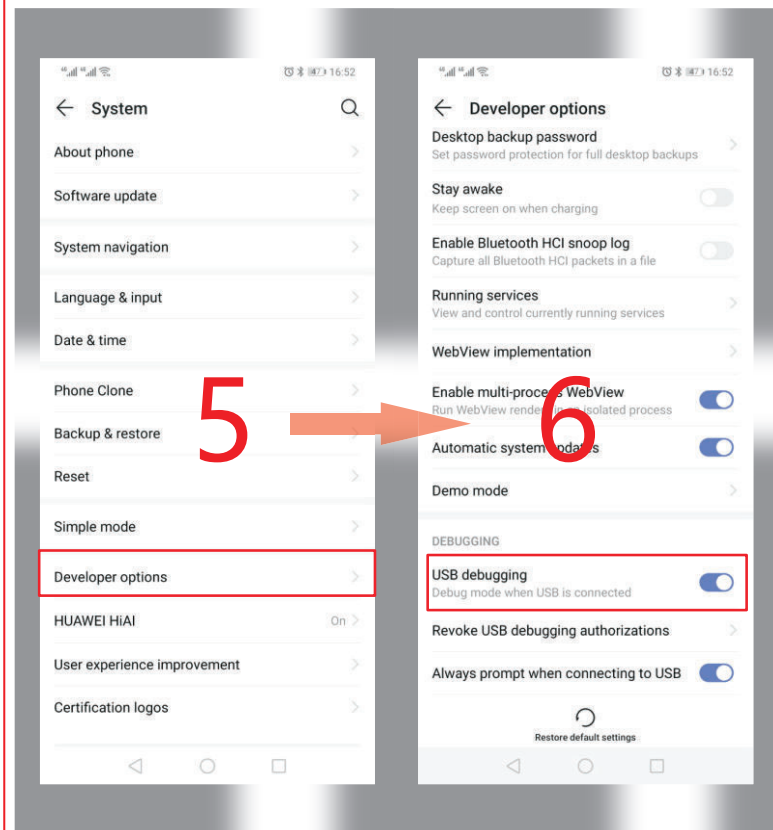 16:52
System
About phone
Software update
System navigation
Language & input
Date & time
Phone Clone
Backup & restore
Reset
Simple mode
Developer options
HUAWEI HiAI On
User experience improvement
Certification logos
5
16:52
Developer options
Desktop backup password
Set password protection for full desktop backups
Stay awake
Keep screen on when charging
Enable Bluetooth HCI snoop log
Capture all Bluetooth HCI packets in a file
Running services
View and control currently running services
WebView implementation
Enable multi-process WebView
Run WebView renderers in an isolated process
Automatic system updates
Demo mode
DEBUGGING
USB debugging
Debug mode when USB is connected
Revoke USB debugging authorizations
Always prompt when connecting to USB
Restore default settings
6